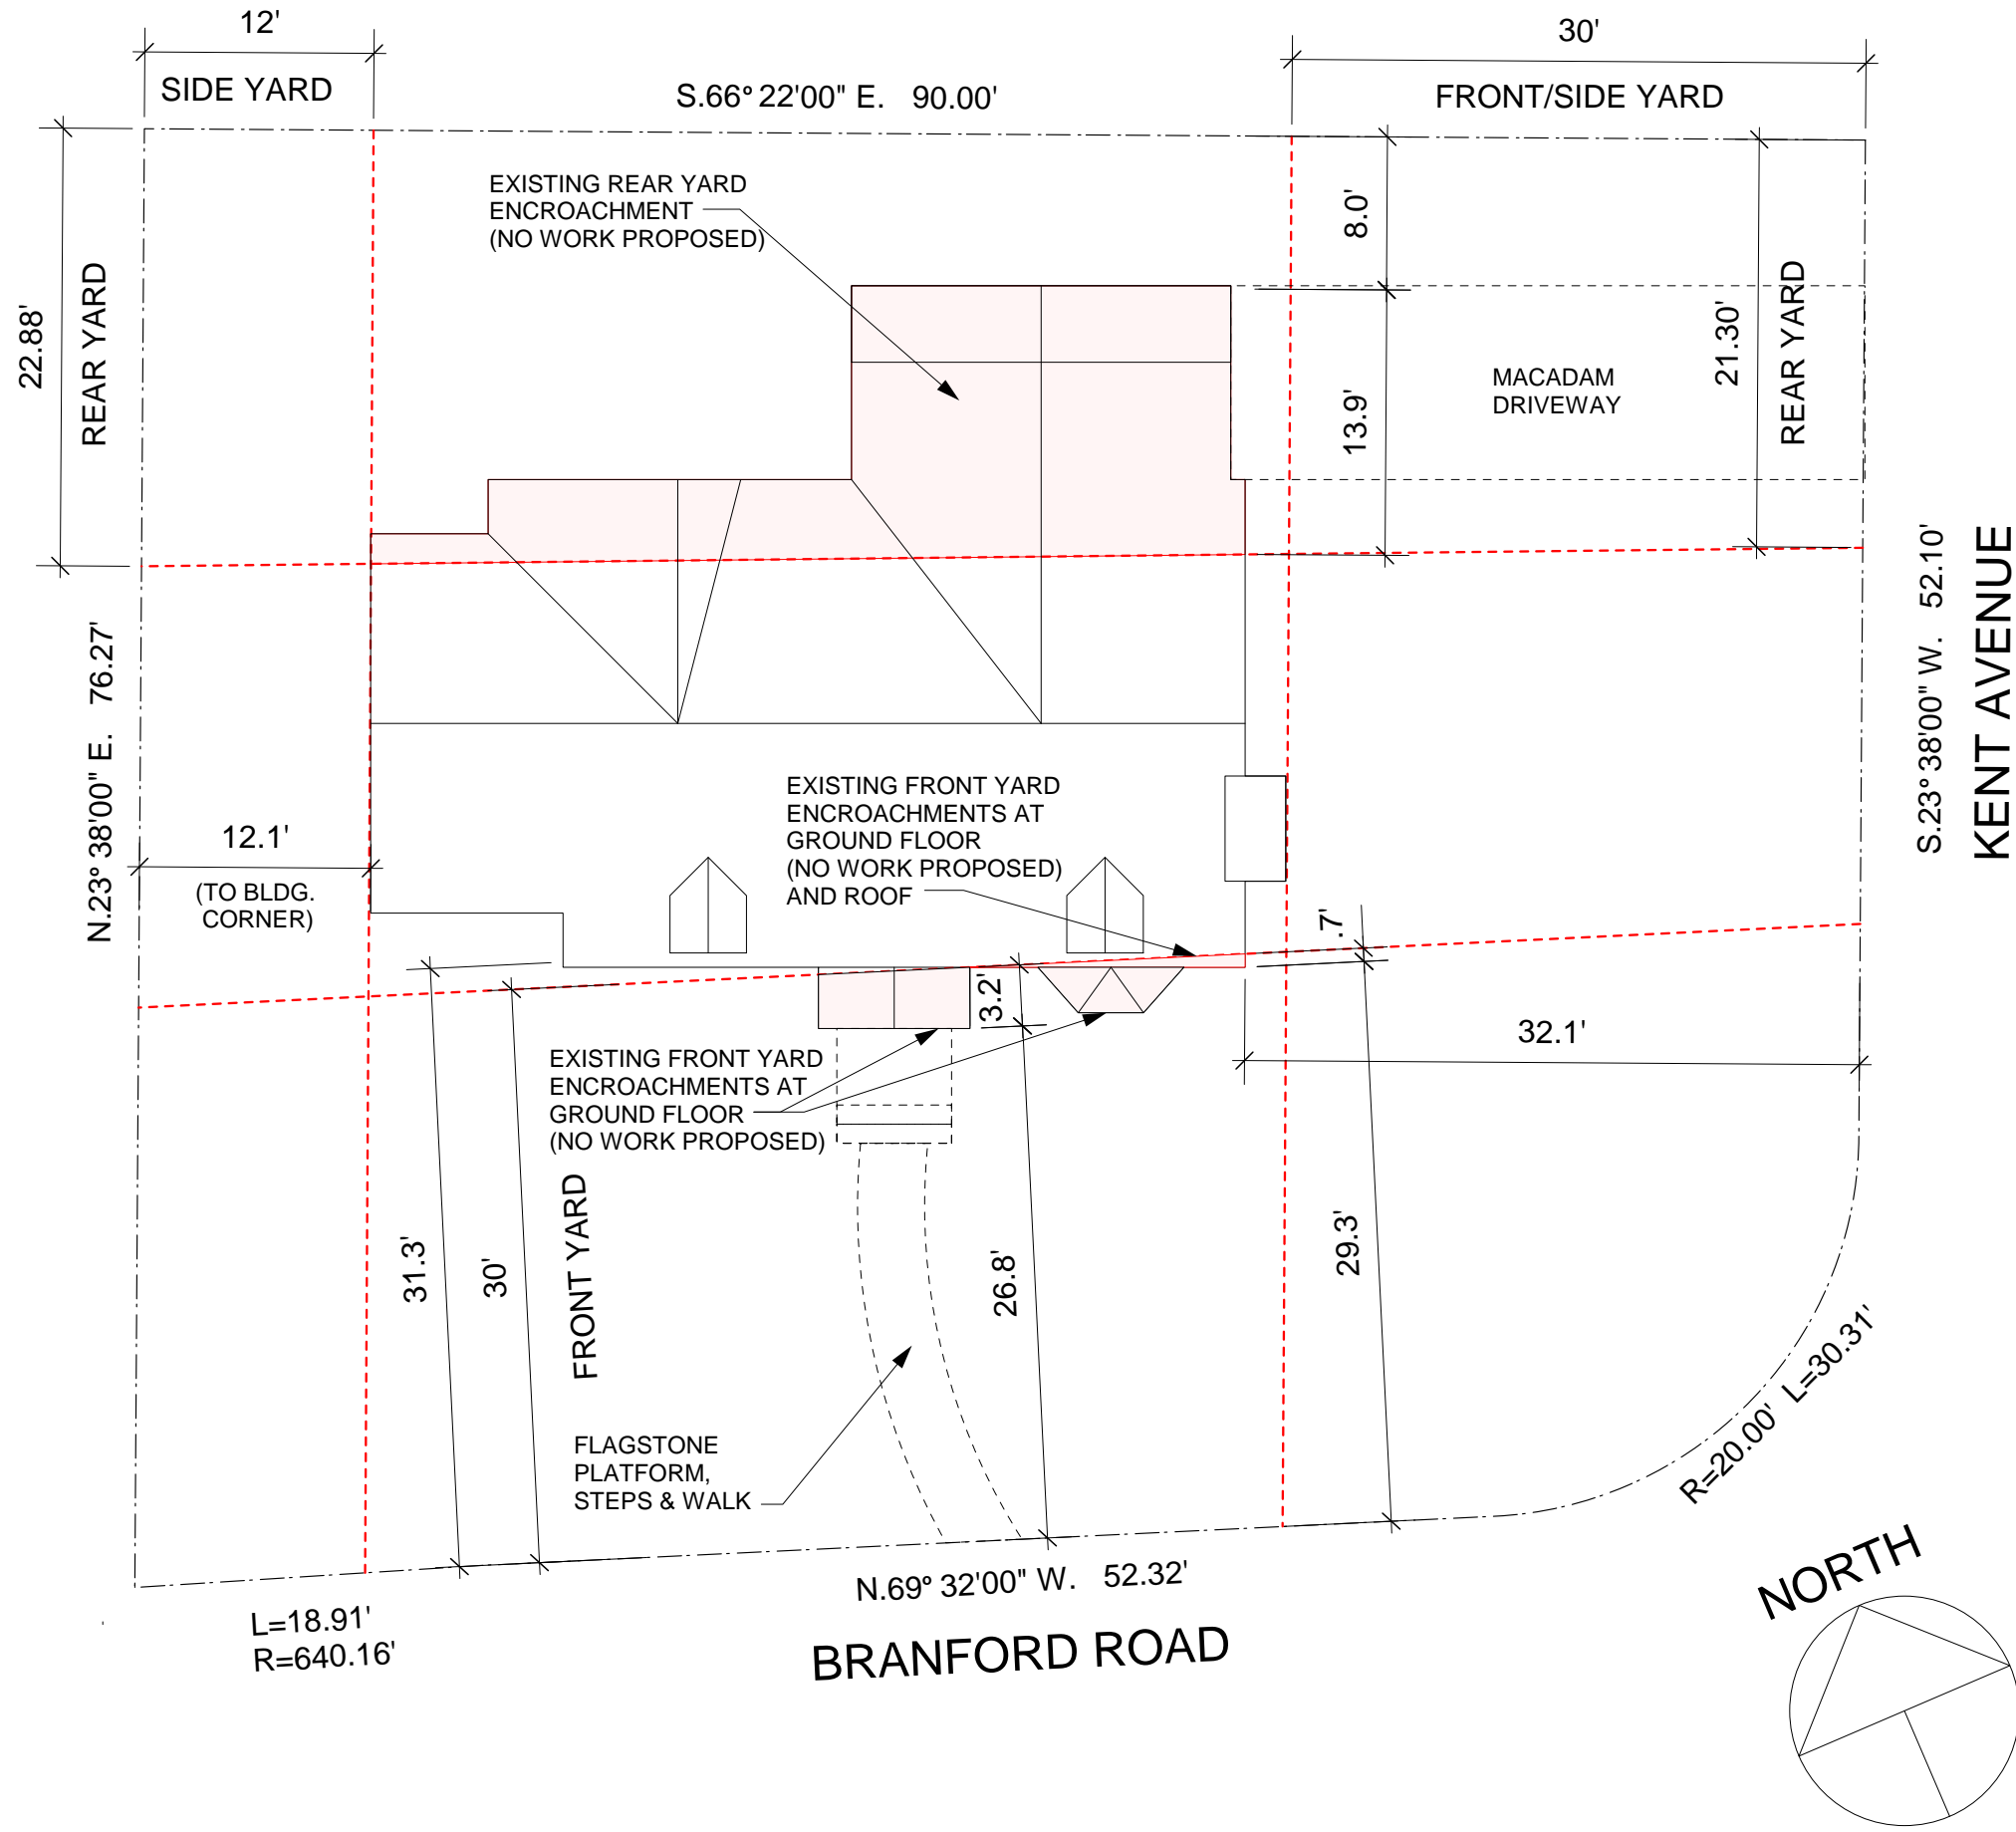 12'
30'
SIDE YARD
S.66° 22'00" E. 90.00'
FRONT/SIDE YARD
EXISTING REAR YARD
ENCROACHMENT
(NO WORK PROPOSED)
8.0'
22.88'
REAR YARD
21.30'
REAR YARD
MACADAM
DRIVEWAY
13.9'
S.23° 38'00" W. 52.10'
KENT AVENUE
N.23° 38'00" E. 76.27'
EXISTING FRONT YARD
ENCROACHMENTS AT
GROUND FLOOR
(NO WORK PROPOSED)
AND ROOF
12.1'
(TO BLDG.
CORNER)
.7'
3.2'
32.1'
EXISTING FRONT YARD
ENCROACHMENTS AT
GROUND FLOOR
(NO WORK PROPOSED)
31.3'
30'
FRONT YARD
26.8'
29.3'
FLAGSTONE
PLATFORM,
STEPS & WALK
R=20.00' L=30.31'
N.69° 32'00" W. 52.32'
L=18.91'
R=640.16'
BRANFORD ROAD
NORTH